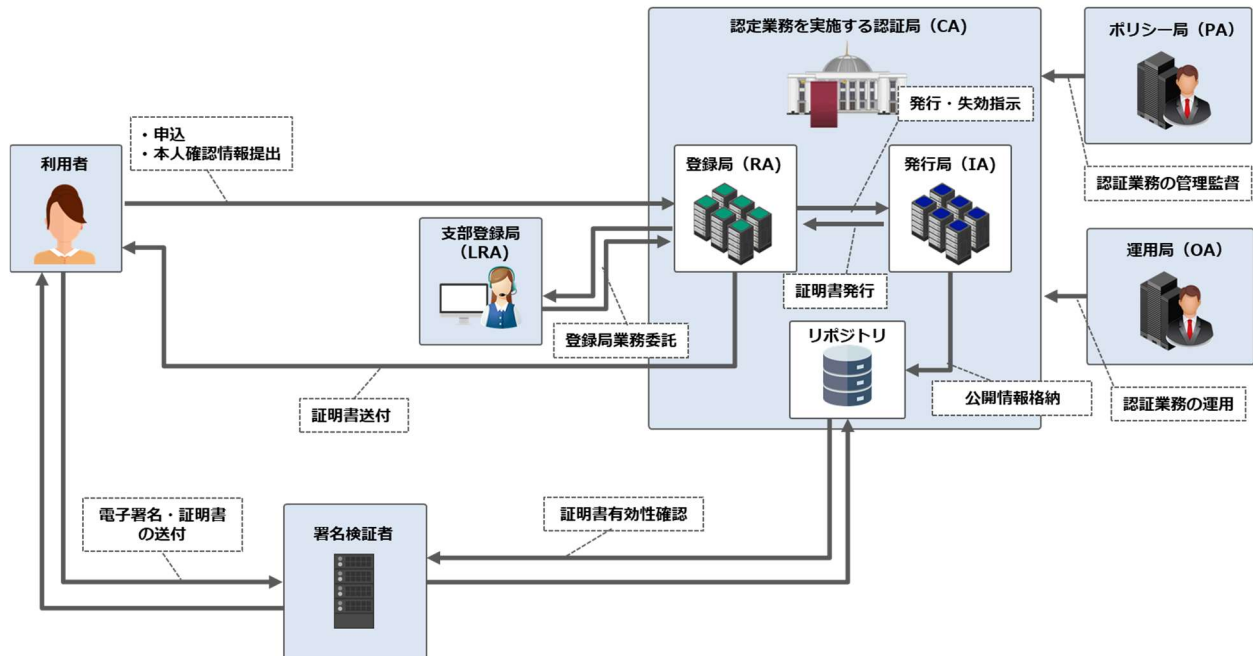 認定業務を実施する認証局（CA）
ポリシー局（PA）
発行・失効指示
・申込
・本人確認情報提出
利用者
登録局（RA）
発行局（IA）
認証業務の管理監督
支部登録局
（LRA）
運用局（OA）
証明書発行
登録局業務委託
リポジトリ
証明書送付
公開情報格納
認証業務の運用
電子署名・証明書
の送付
署名検証者
証明書有効性確認